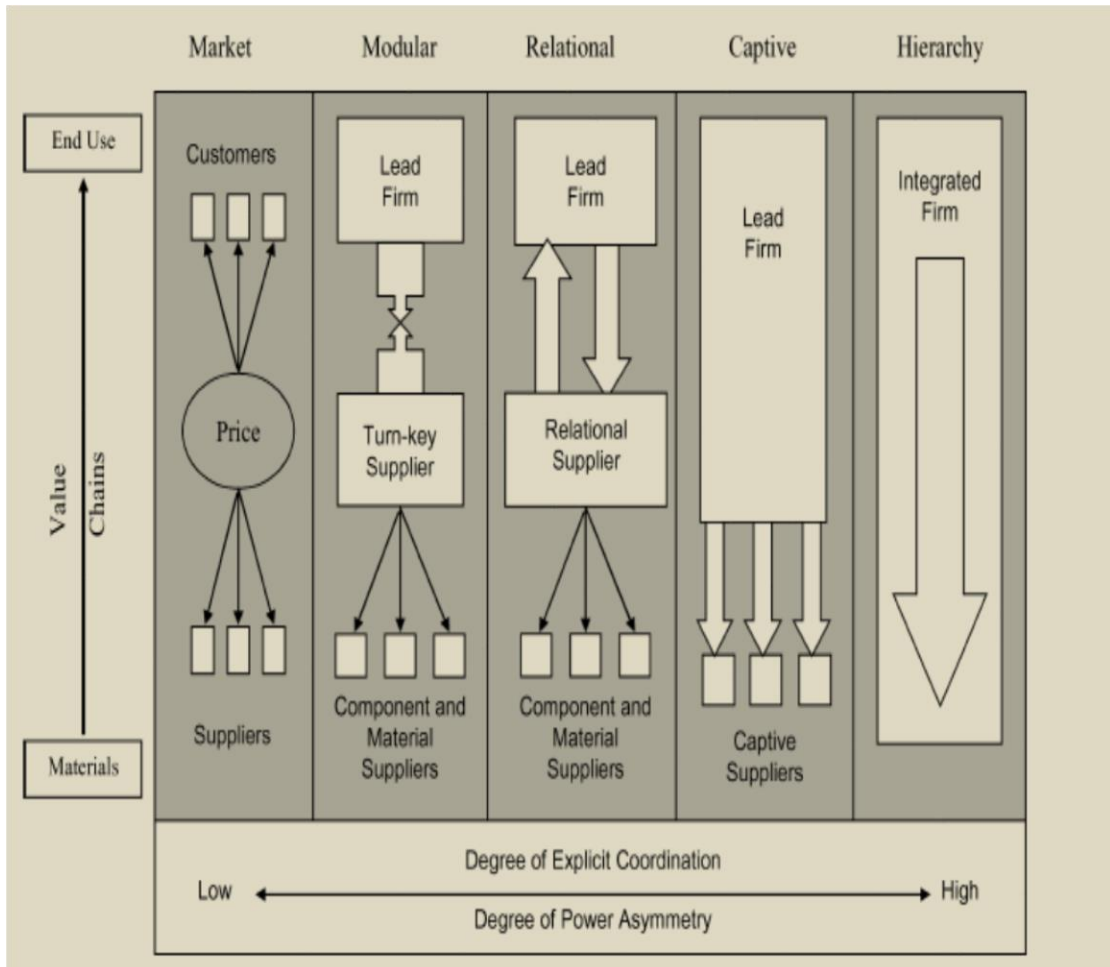 Market
Modular
Relational
Captive
Hierarchy
End Use
Value
Chains
Materials
Customers
Price
Suppliers
Lead
Firm
Turn-key
Supplier
Component and
Material
Suppliers
Lead
Firm
Relational
Supplier
Component and
Material
Suppliers
Lead
Firm
Captive
Suppliers
Integrated
Firm
Degree of Explicit Coordination
Low
High
Degree of Power Asymmetry